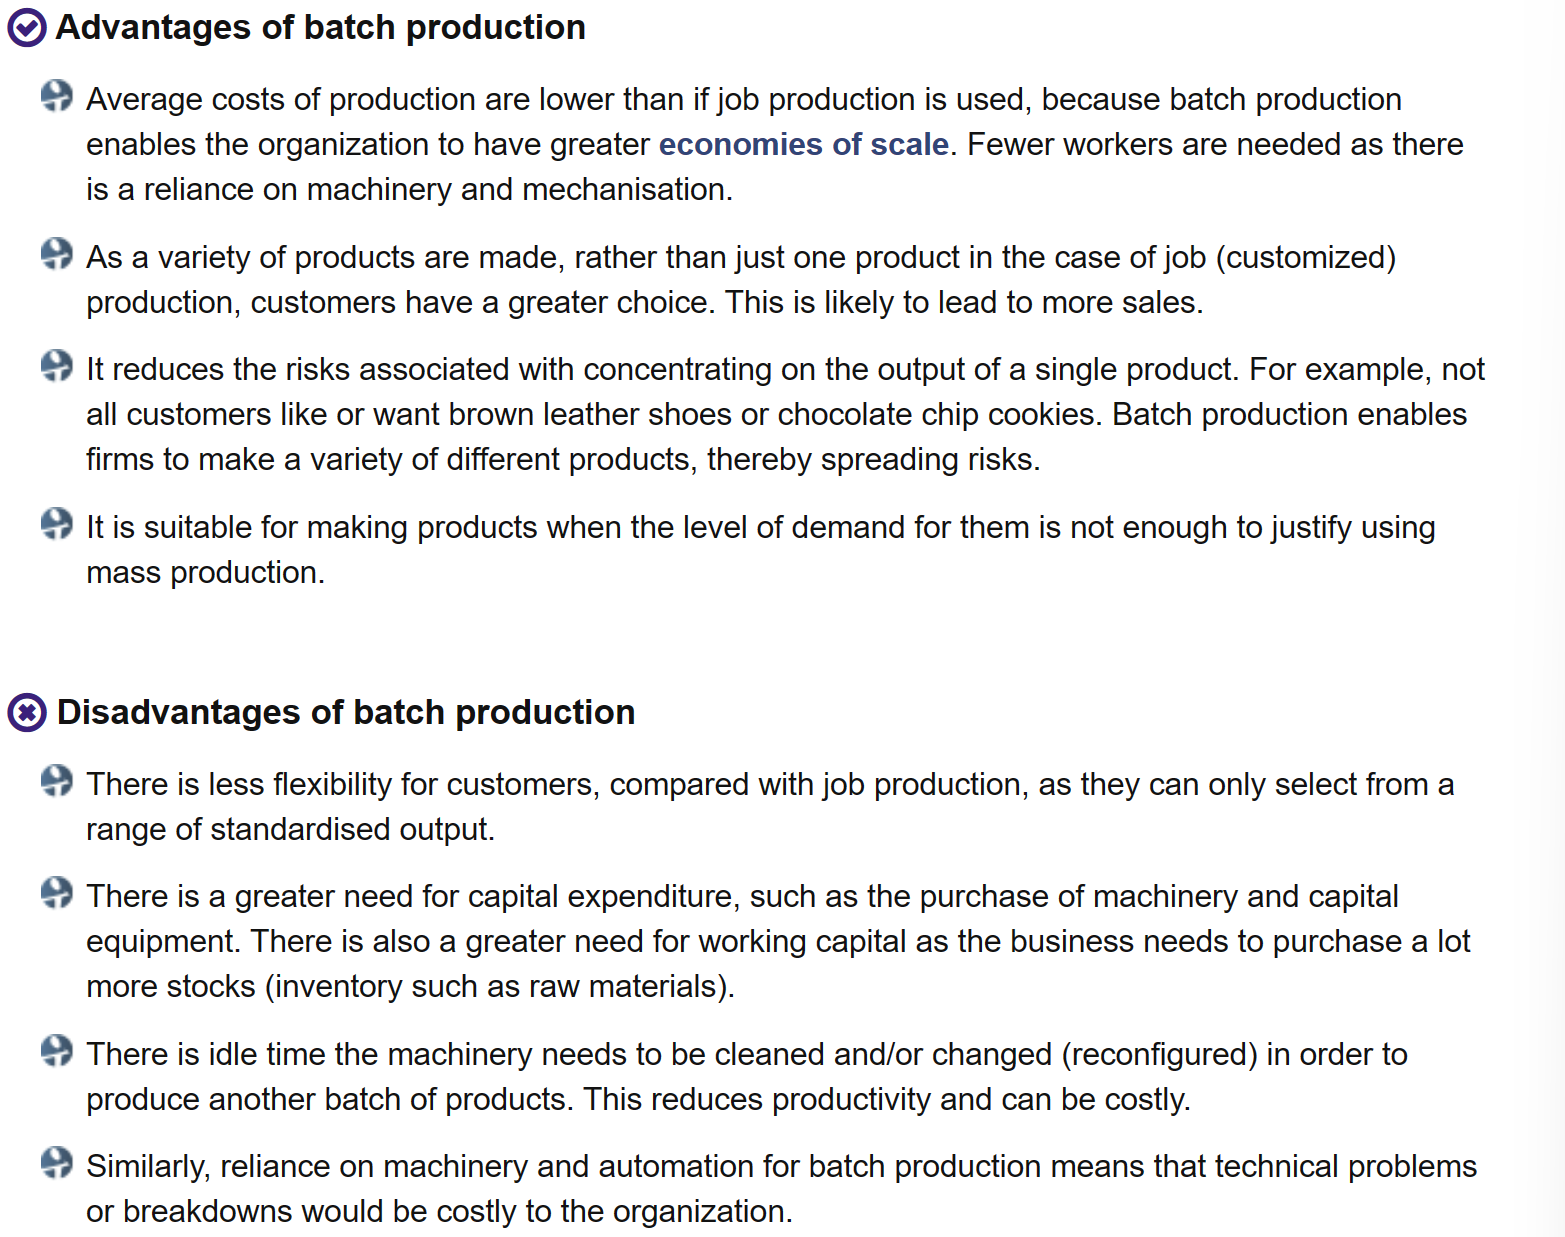 Advantages of batch production
Average costs of production are lower than if job production is used, because batch production
enables the organization to have greater economies of scale. Fewer workers are needed as there
is a reliance on machinery and mechanisation.
As a variety of products are made, rather than just one product in the case of job (customized)
production, customers have a greater choice. This is likely to lead to more sales.
It reduces the risks associated with concentrating on the output of a single product. For example, not
all customers like or want brown leather shoes or chocolate chip cookies. Batch production enables
firms to make a variety of different products, thereby spreading risks.
It is suitable for making products when the level of demand for them is not enough to justify using
mass production.
Disadvantages of batch production
There is less flexibility for customers, compared with job production, as they can only select from a
range of standardised output.
There is a greater need for capital expenditure, such as the purchase of machinery and capital
equipment. There is also a greater need for working capital as the business needs to purchase a lot
more stocks (inventory such as raw materials).
There is idle time the machinery needs to be cleaned and/or changed (reconfigured) in order to
produce another batch of products. This reduces productivity and can be costly.
Similarly, reliance on machinery and automation for batch production means that technical problems
or breakdowns would be costly to the organization.